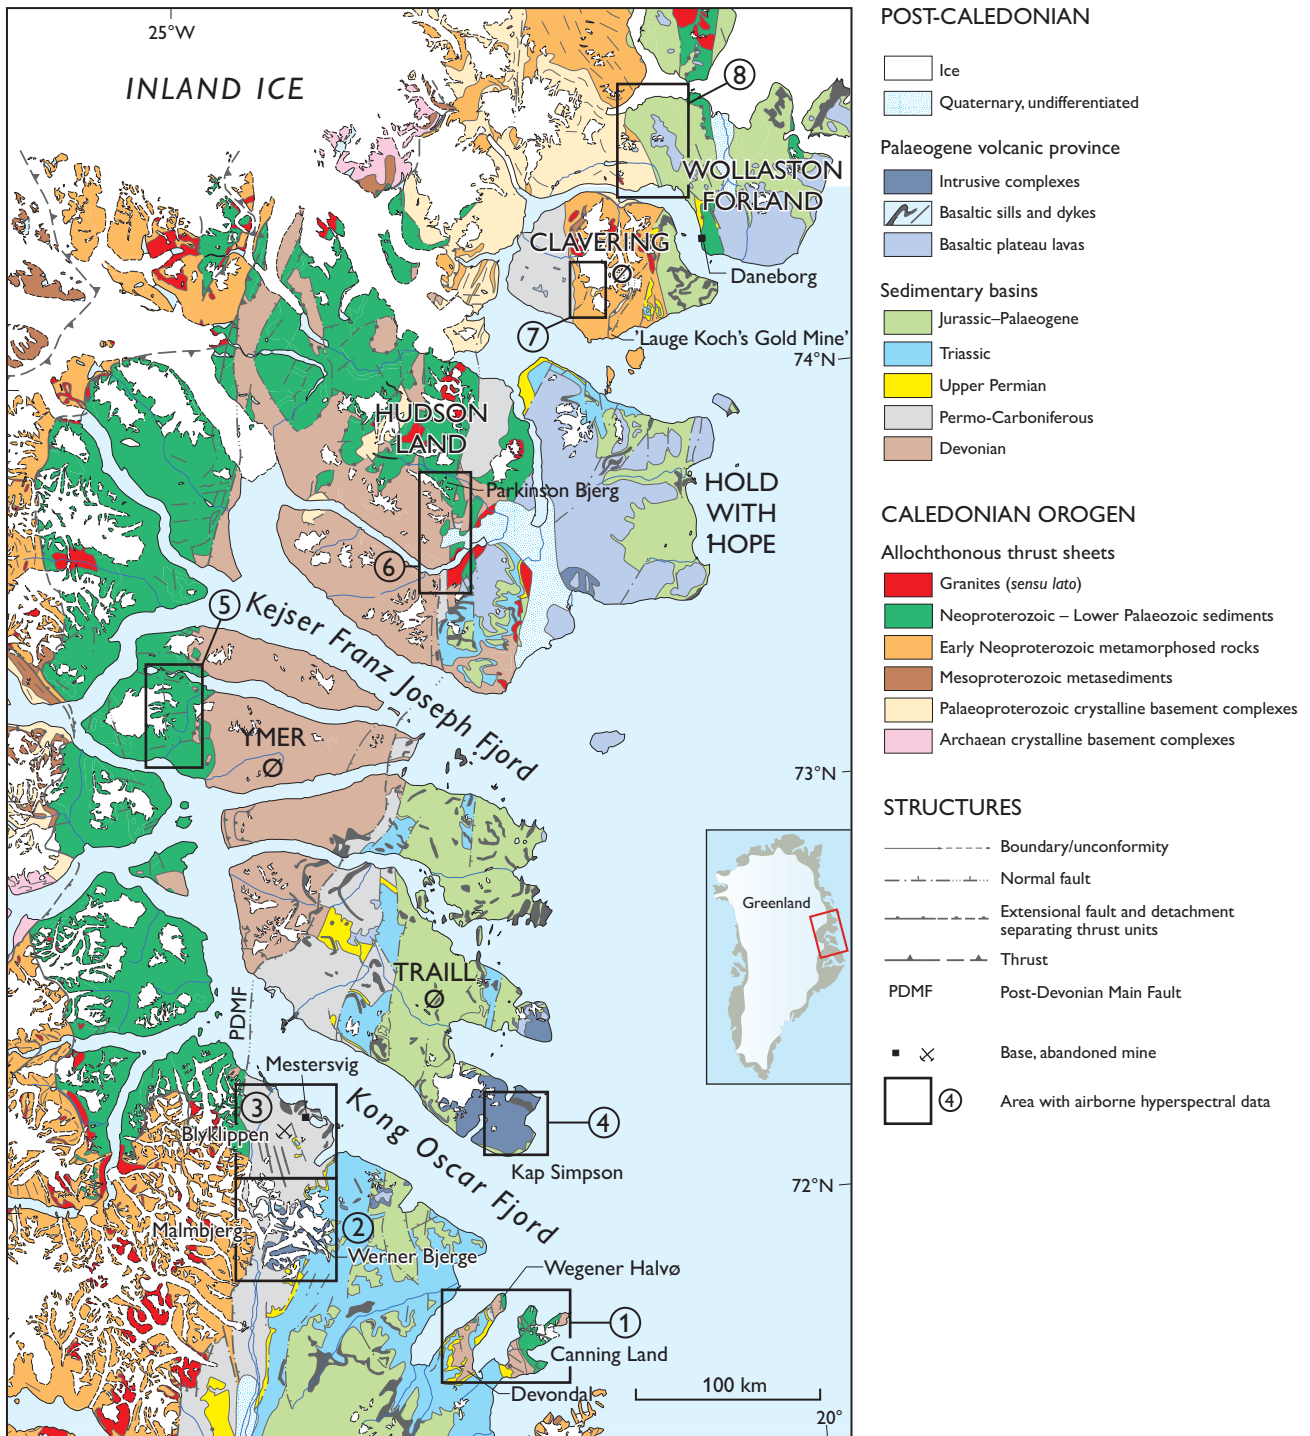 25°W
INLAND ICE
8
WOLLASTON
FORLAND
CLAVERING
Ø
Daneborg
7
'Lauge Koch's Gold Mine'
74°N
HUDSON
LAND
Parkinson Bjerg
HOLD
WITH
HOPE
6
5
Kejser Franz Joseph Fjord
YMER
Ø
73°N
TRAILL
Ø
PDMF
Mestersvig
3
Blyklippen
Kong Oscar Fjord
4
Kap Simpson
72°N
Malmbjerg
2
Werner Bjerge
Wegener Halvø
1
Canning Land
Devondal
100 km
20°
Greenland
POST-CALEDONIAN
Ice
Quaternary, undifferentiated
Palaeogene volcanic province
Intrusive complexes
Basaltic sills and dykes
Basaltic plateau lavas
Sedimentary basins
Jurassic–Palaeogene
Triassic
Upper Permian
Permo-Carboniferous
Devonian
CALEDONIAN OROGEN
Allochthonous thrust sheets
Granites (sensu lato)
Neoproterozoic – Lower Palaeozoic sediments
Early Neoproterozoic metamorphosed rocks
Mesoproterozoic metasediments
Palaeoproterozoic crystalline basement complexes
Archaean crystalline basement complexes
STRUCTURES
Boundary/unconformity
Normal fault
Extensional fault and detachment
separating thrust units
Thrust
PDMF Post-Devonian Main Fault
Base, abandoned mine
4 Area with airborne hyperspectral data